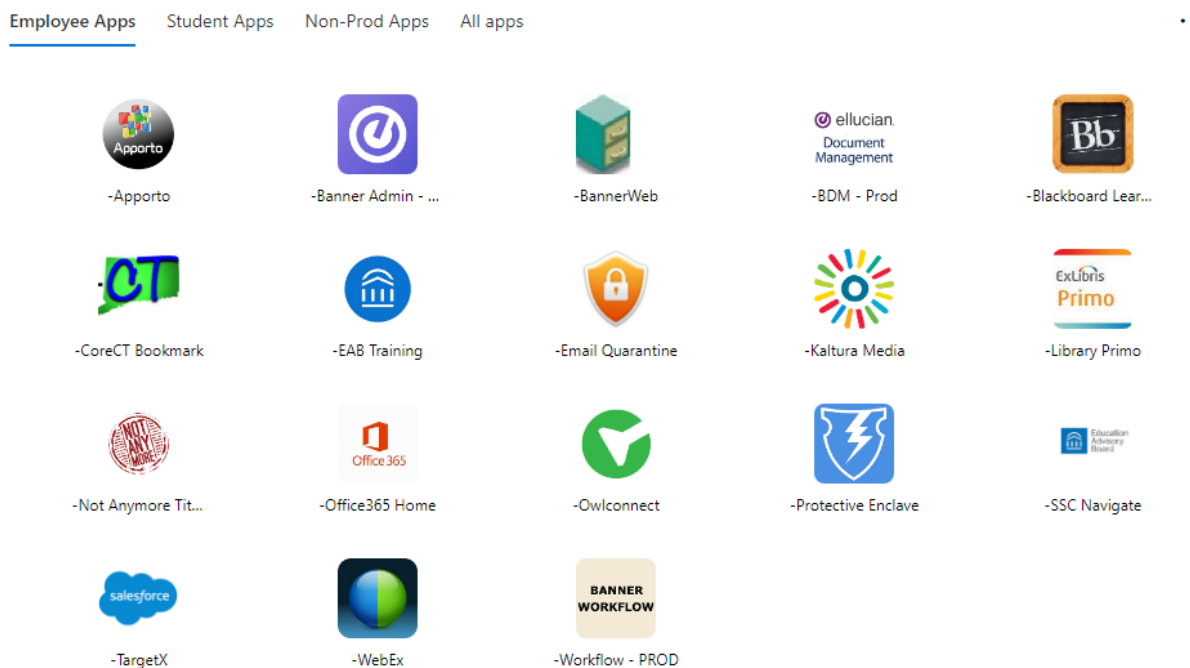 Employee Apps Student Apps Non-Prod Apps All apps
Apporto
ellucian.
Document
Management
Bb
-Apporto -Banner Admin - ... -BannerWeb -BDM - Prod -Blackboard Lear...
CT
ExLibris
Primo
-CoreCT Bookmark -EAB Training -Email Quarantine -Kaltura Media -Library Primo
NOT
ANY
MORE!
Office 365
Education
Advisory
Board
-Not Anymore Tit... -Office365 Home -Owlconnect -Protective Enclave -SSC Navigate
salesforce
BANNER
WORKFLOW
-TargetX -WebEx -Workflow - PROD